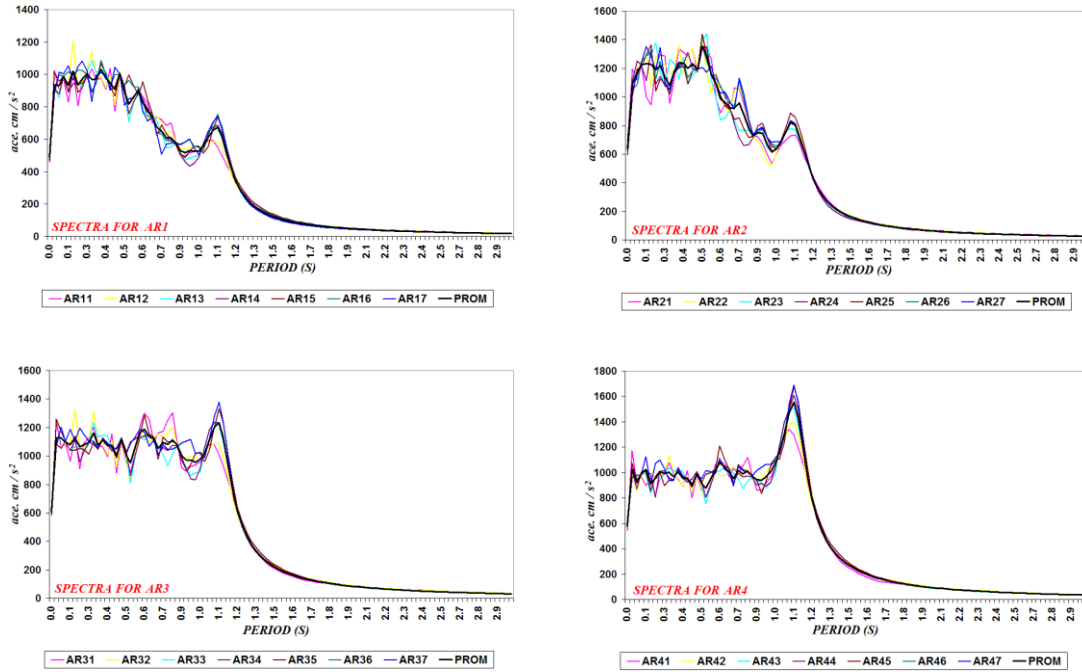 1400
1200
1000
800
600
400
200
0
ace. cm / s²
SPECTRA FOR AR1
0.0 0.1 0.2 0.3 0.4 0.5 0.6 0.7 0.8 0.9 1.0 1.2 1.3 1.4 1.5 1.6 1.7 1.8 1.9 2.1 2.2 2.3 2.4 2.5 2.6 2.7 2.8 2.9
PERIOD (S)
AR11 AR12 AR13 AR14 AR15 AR16 AR17 PROM
1600
1400
1200
1000
800
600
400
200
0
ace. cm / s²
SPECTRA FOR AR2
0.0 0.1 0.2 0.3 0.4 0.5 0.6 0.7 0.9 1.0 1.1 1.2 1.3 1.4 1.5 1.6 1.7 1.8 1.9 2.1 2.2 2.3 2.4 2.5 2.6 2.7 2.8 2.9
PERIOD (S)
AR21 AR22 AR23 AR24 AR25 AR26 AR27 PROM
1600
1400
1200
1000
800
600
400
200
0
ace. cm / s²
SPECTRA FOR AR3
0.0 0.1 0.2 0.3 0.4 0.5 0.6 0.7 0.8 0.9 1.0 1.1 1.2 1.3 1.4 1.5 1.6 1.7 1.8 1.9 2.1 2.2 2.3 2.4 2.5 2.6 2.7 2.8 2.9
PERIOD (S)
AR31 AR32 AR33 AR34 AR35 AR36 AR37 PROM
1800
1600
1400
1200
1000
800
600
400
200
0
ace. cm / s²
SPECTRA FOR AR4
0.0 0.1 0.2 0.3 0.4 0.5 0.6 0.7 0.8 0.9 1.0 1.1 1.2 1.3 1.4 1.5 1.6 1.7 1.8 1.9 2.1 2.2 2.3 2.4 2.5 2.6 2.7 2.8 2.9
PERIOD (S)
AR41 AR42 AR43 AR44 AR45 AR46 AR47 PROM